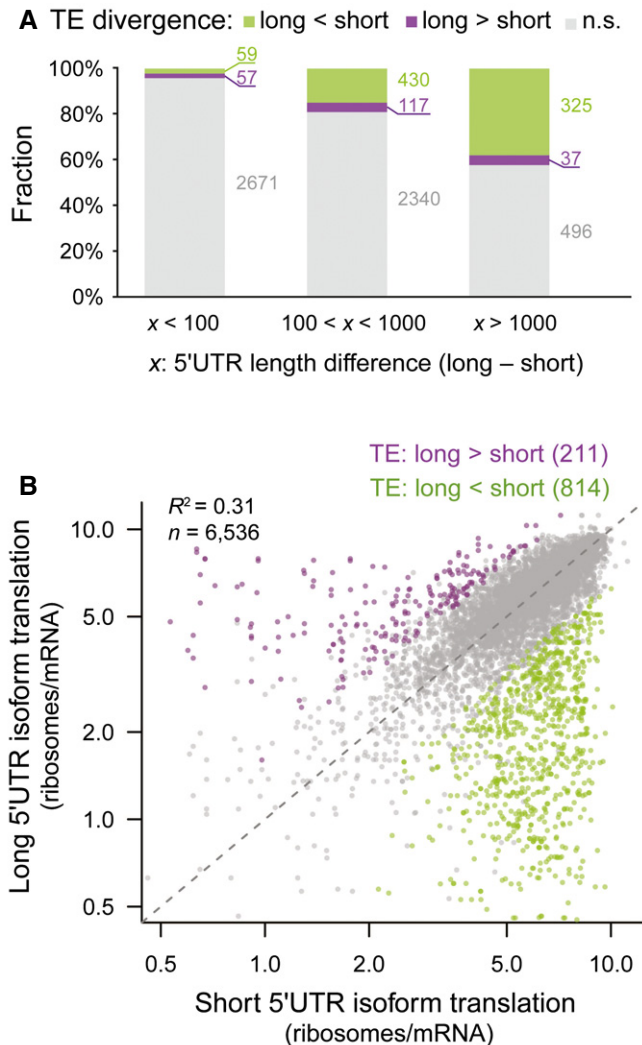 A TE divergence: long < short long > short n.s.
100%
80%
60%
40%
20%
0%
Fraction
59
57
2671
430
117
2340
325
37
496
x < 100
100 < x < 1000
x > 1000
x: 5'UTR length difference (long – short)
B
TE: long > short (211)
TE: long < short (814)
R² = 0.31
n = 6,536
Long 5'UTR isoform translation
(ribosomes/mRNA)
10.0
5.0
2.0
1.0
0.5
0.5 1.0 2.0 5.0 10.0
Short 5'UTR isoform translation
(ribosomes/mRNA)